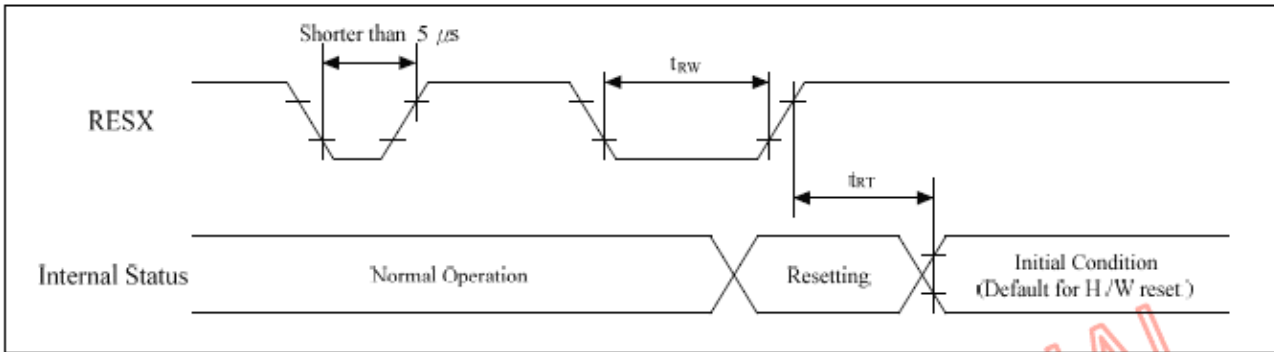 Shorter than 5 μs
tRW
RESX
tRT
Internal Status
Normal Operation
Resetting
Initial Condition
(Default for H/W reset)